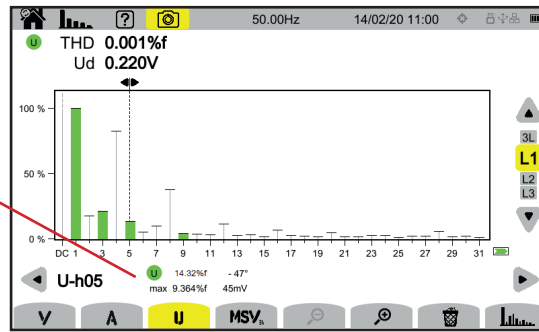 ? 50.00Hz 14/02/20 11:00
U THD 0.001%f
Ud 0.220V
100 %
50 %
0 %
DC 1 3 5 7 9 11 13 15 17 19 21 23 25 27 29 31
3L
L1
L2
L3
U-h05 U 14.32%f - 47°
max 9.364%f 45mV
V A U MSV